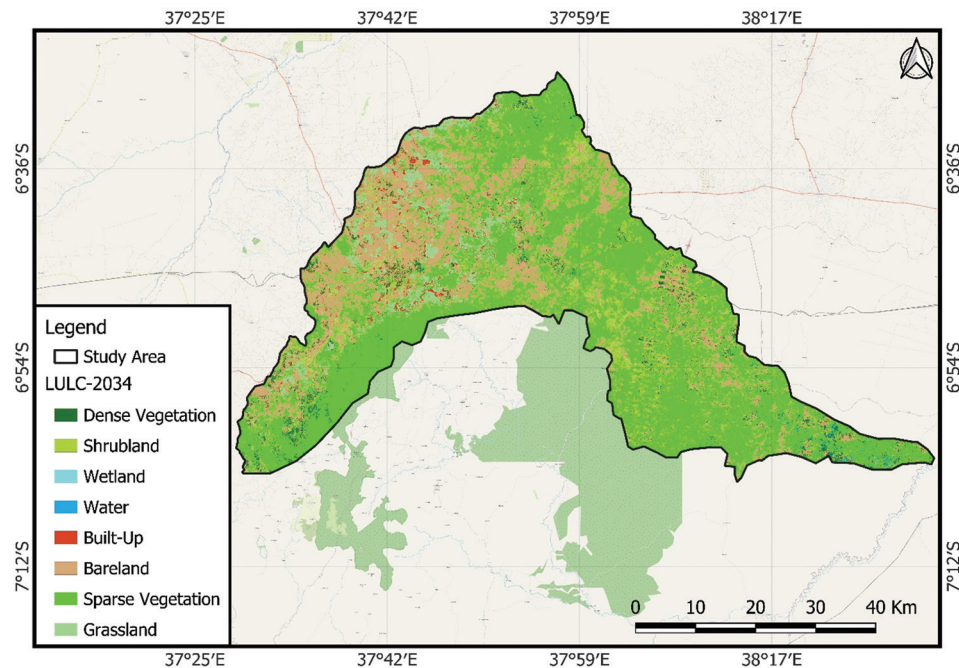 37°25′E 37°42′E 37°59′E 38°17′E
6°36′S 6°36′S
6°54′S 6°54′S
7°12′S 7°12′S
Legend
Study Area
LULC-2034
Dense Vegetation
Shrubland
Wetland
Water
Built-Up
Bareland
Sparse Vegetation
Grassland
0 10 20 30 40 Km
37°25′E 37°42′E 37°59′E 38°17′E